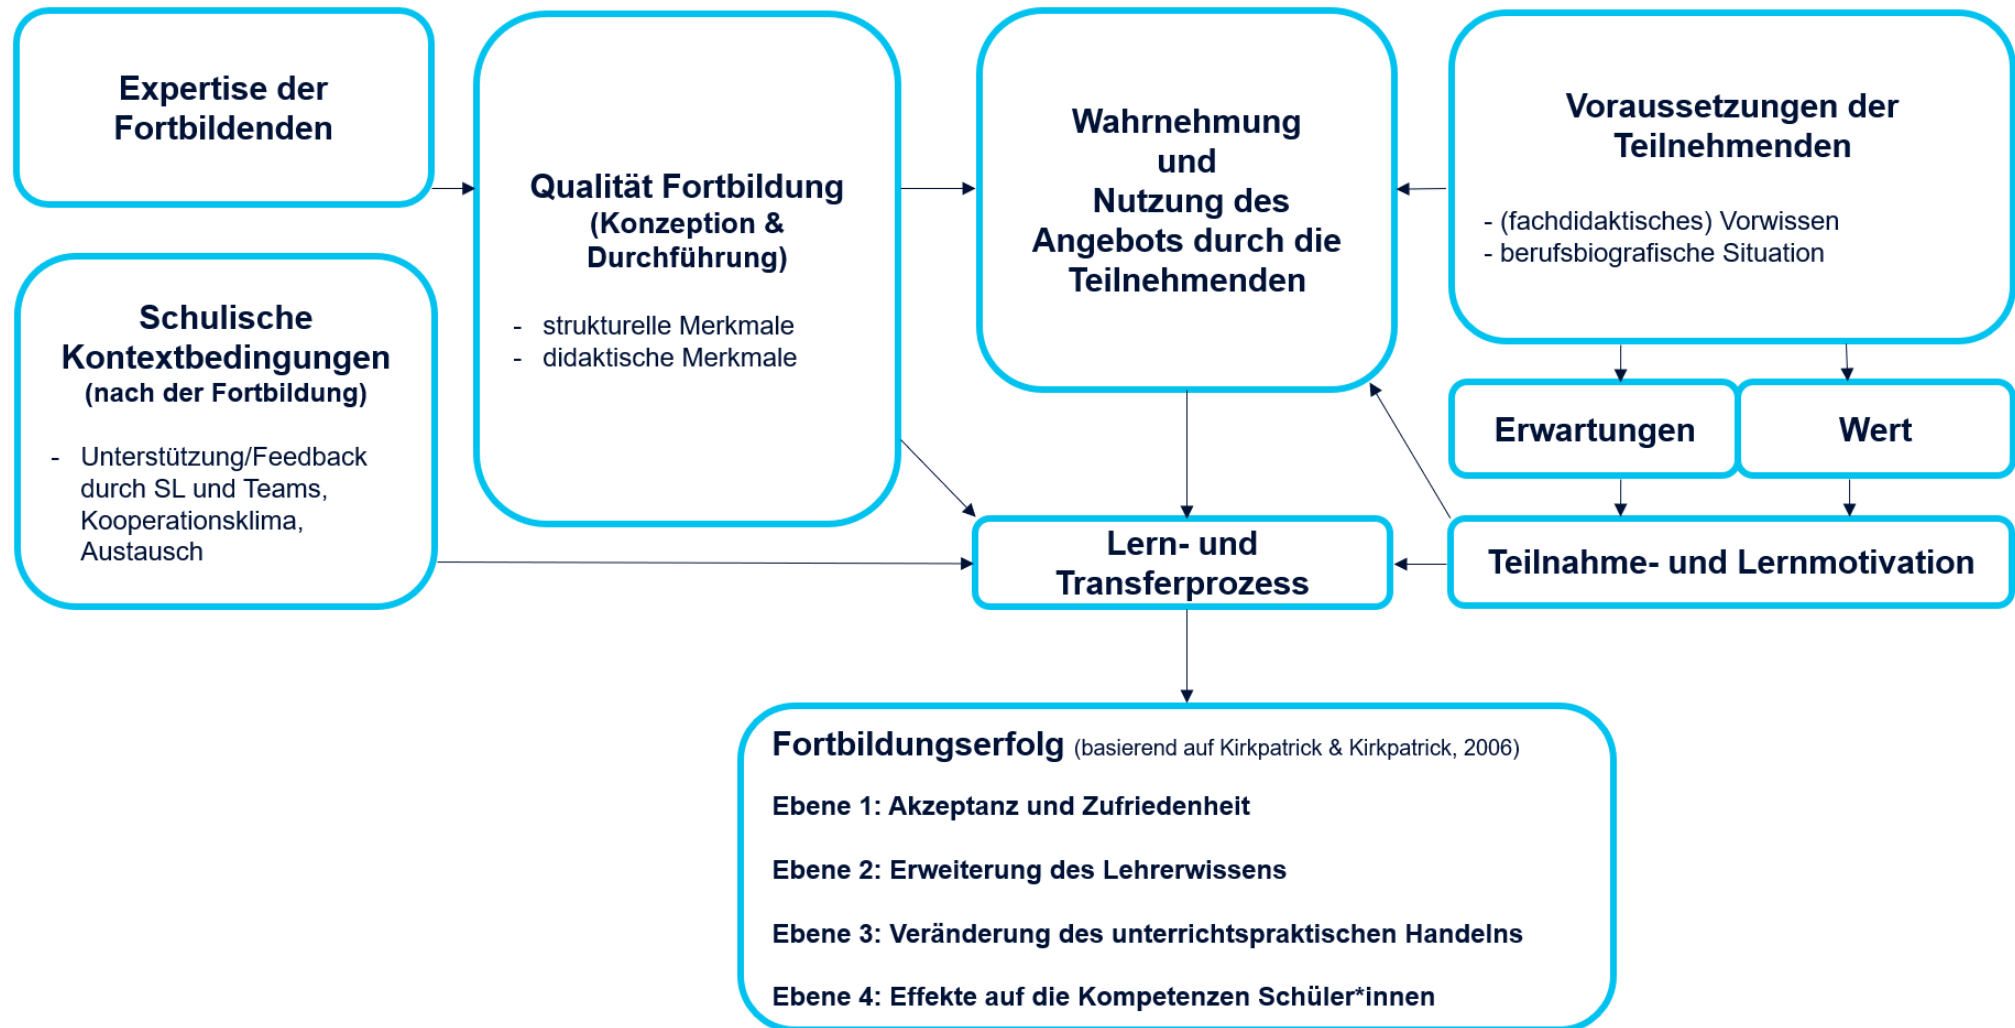 Expertise der
Fortbildenden
Schulische
Kontextbedingungen
(nach der Fortbildung)
- Unterstützung/Feedback
durch SL und Teams,
Kooperationsklima,
Austausch
Qualität Fortbildung
(Konzeption &
Durchführung)
- strukturelle Merkmale
- didaktische Merkmale
Wahrnehmung
und
Nutzung des
Angebots durch die
Teilnehmenden
Voraussetzungen der
Teilnehmenden
- (fachdidaktisches) Vorwissen
- berufsbiografische Situation
Erwartungen
Wert
Teilnahme- und Lernmotivation
Lern- und
Transferprozess
Fortbildungserfolg (basierend auf Kirkpatrick & Kirkpatrick, 2006)
Ebene 1: Akzeptanz und Zufriedenheit
Ebene 2: Erweiterung des Lehrerwissens
Ebene 3: Veränderung des unterrichtspraktischen Handelns
Ebene 4: Effekte auf die Kompetenzen Schüler*innen